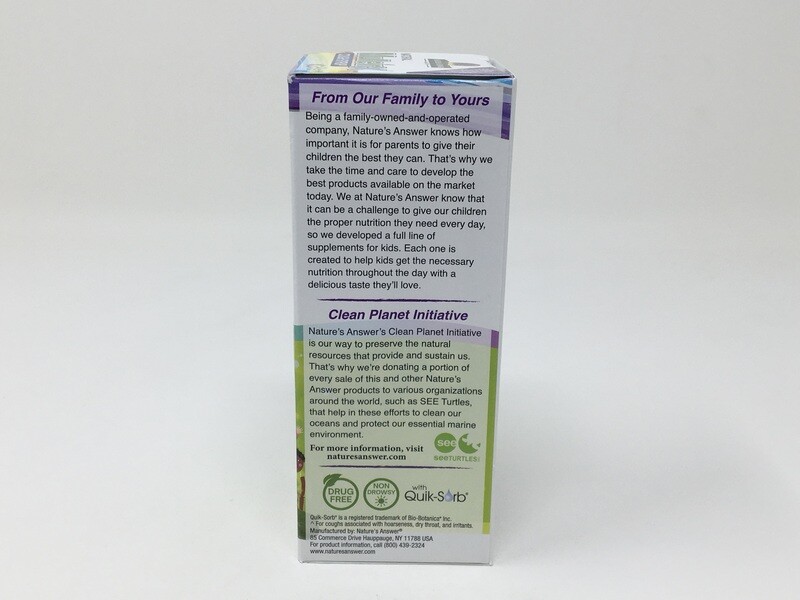 From Our Family to Yours
Being a family-owned-and-operated
company, Nature's Answer knows how
important it is for parents to give their
children the best they can. That's why we
take the time and care to develop the
best products available on the market
today. We at Nature's Answer know that
it can be a challenge to give our children
the proper nutrition they need every day,
so we developed a full line of
supplements for kids. Each one is
created to help kids get the necessary
nutrition throughout the day with a
delicious taste they'll love.
Clean Planet Initiative
Nature's Answer's Clean Planet Initiative
is our way to preserve the natural
resources that provide and sustain us.
That's why we're donating a portion of
every sale of this and other Nature's
Answer products to various organizations
around the world, such as SEE Turtles,
that help in these efforts to clean our
oceans and protect our essential marine
environment.
For more information, visit
naturesanswer.com
see
seeTURTLES
DRUG
FREE
NON
DROWSY
with
Quik-Sorb®
Quik-Sorb® is a registered trademark of Bio-Botanica® Inc.
For coughs associated with hoarseness, dry throat, and irritants.
Manufactured by: Nature's Answer®
85 Commerce Drive Hauppauge, NY 11788 USA
For product information, call (800) 439-2324
www.naturesanswer.com